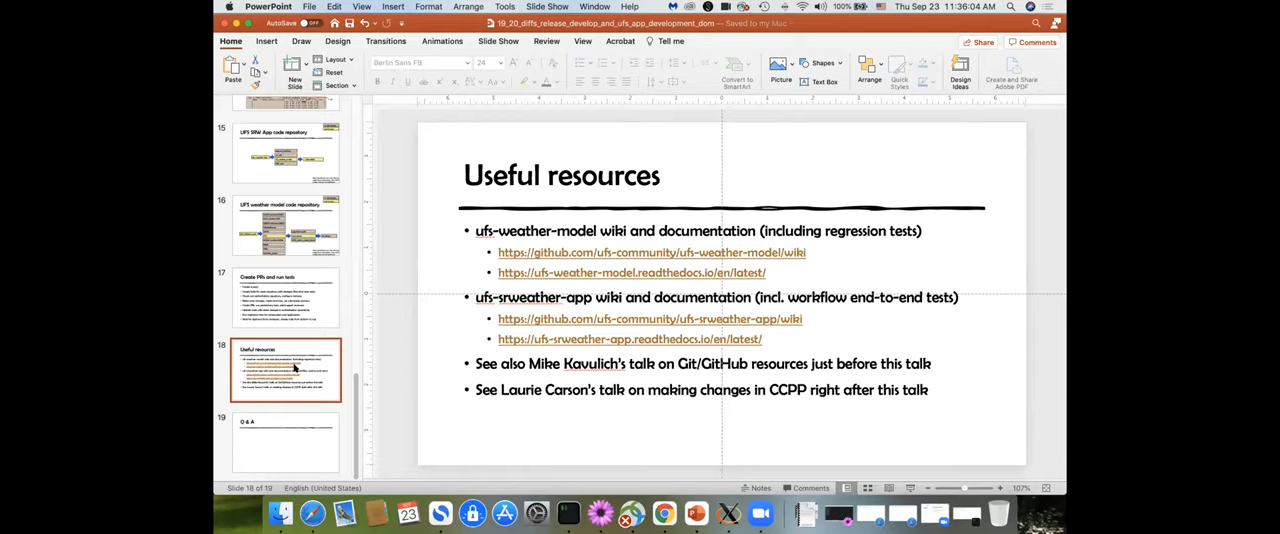 PowerPoint File Edit View Insert Format Arrange Tools Slide Show Window Help 100% Thu Sep 23 11:36:04 AM
AutoSave OFF 19_20_diffs_release_develop_and_ufs_app_development_dom — Saved to my Mac
Home Insert Draw Design Transitions Animations Slide Show Review View Acrobat Tell me Share Comments
Paste New Slide Layout Reset Section Berlin Sans FB 24 Convert to SmartArt Picture Shapes Text Box Arrange Quick Styles Design Ideas Create and Share Adobe PDF
15
UFS SRW App code repository
16
UFS weather model code repository
17
Create PRs and run tests
18
Useful resources
19
Q & A
Useful resources
• ufs-weather-model wiki and documentation (including regression tests)
• https://github.com/ufs-community/ufs-weather-model/wiki
• https://ufs-weather-model.readthedocs.io/en/latest/
• ufs-srweather-app wiki and documentation (incl. workflow end-to-end tests)
• https://github.com/ufs-community/ufs-srweather-app/wiki
• https://ufs-srweather-app.readthedocs.io/en/latest/
• See also Mike Kavulich's talk on Git/GitHub resources just before this talk
• See Laurie Carson's talk on making changes in CCPP right after this talk
Slide 18 of 19 English (United States) Notes Comments 107%
SEP
23